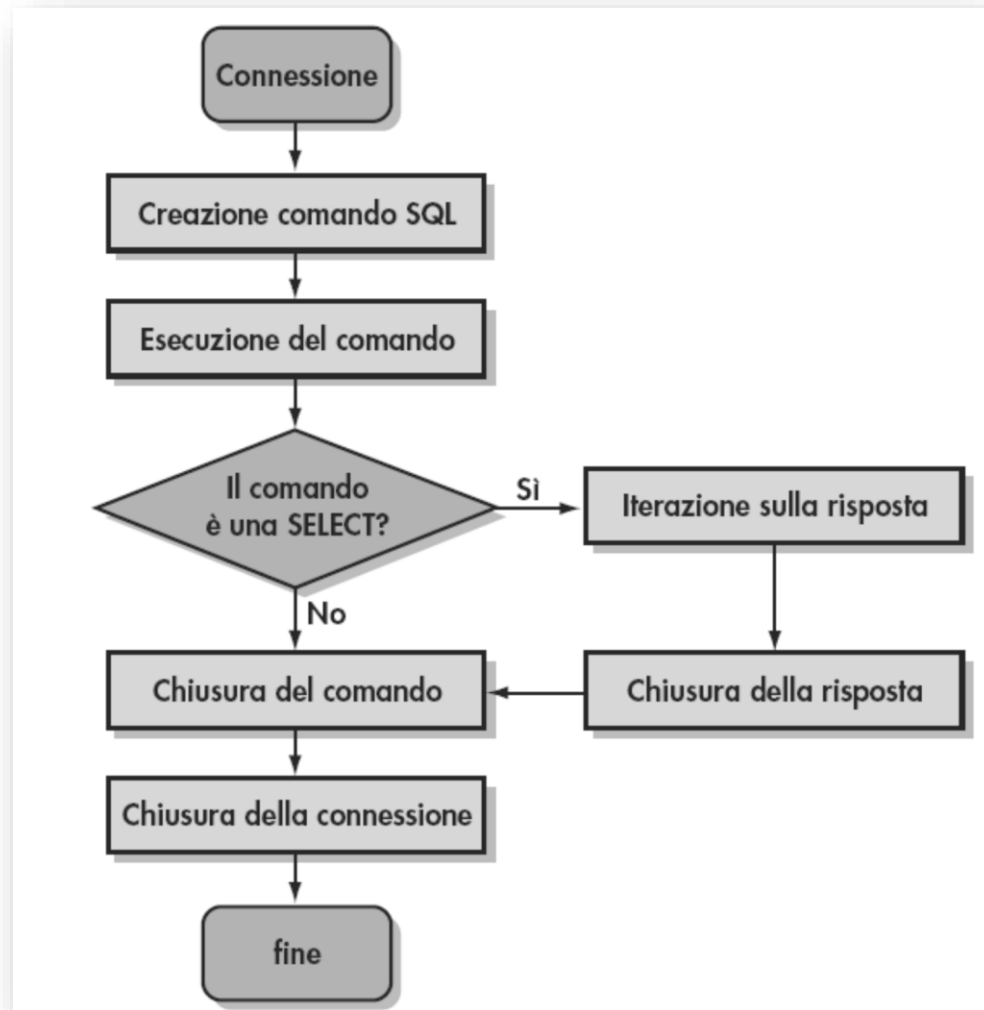 Connessione
Creazione comando SQL
Esecuzione del comando
Il comando
è una SELECT?
Sì
Iterazione sulla risposta
No
Chiusura del comando
Chiusura della risposta
Chiusura della connessione
fine